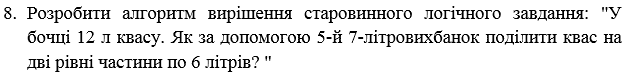 8. Розробити алгоритм вирішення старовинного логічного завдання: "У
бочці 12 л квасу. Як за допомогою 5-й 7-літровихбанок поділити квас на
дві рівні частини по 6 літрів? "